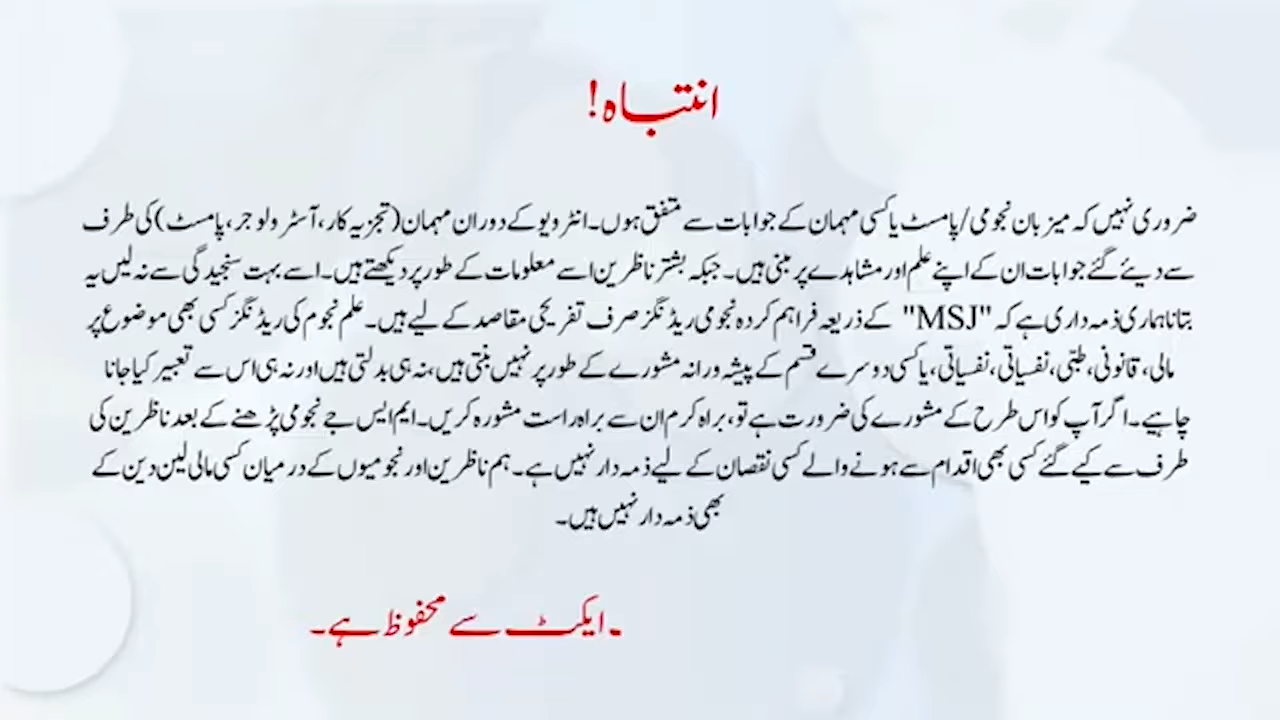 انتباہ!
ضروری نہیں کہ میزبان نجومی/پامسٹ یا کسی مہمان کے جوابات سے متفق ہوں۔ انٹرویو کے دوران مہمان (تجزیہ کار، آسٹرولوجر، پامسٹ) کی طرف
سے دیئے گئے جوابات ان کے اپنے علم اور مشاہدے پر مبنی ہیں۔ جبکہ بشتر ناظرین اسے معلومات کے طور پر دیکھتے ہیں۔ اسے بہت سنجیدگی سے نہ لیں یہ
بتانا ہماری ذمہ داری ہے کہ "MSJ" کے ذریعہ فراہم کردہ نجومی ریڈنگز صرف تفریحی مقاصد کے لیے ہیں۔ علم نجوم کی ریڈنگز کسی بھی موضوع پر
مالی، قانونی، طبی، نفسیاتی، نفسیاتی، یا کسی دوسرے قسم کے پیشہ ورانہ مشورے کے طور پر نہیں بنتی ہیں، نہ ہی بدلتی ہیں اور نہ ہی اس سے تعبیر کیا جانا
چاہیے۔ اگر آپ کو اس طرح کے مشورے کی ضرورت ہے تو، براہ کرم ان سے براہ راست مشورہ کریں۔ ایم ایس جے نجومی پڑھنے کے بعد ناظرین کی
طرف سے کیے گئے کسی بھی اقدام سے ہونے والے کسی نقصان کے لیے ذمہ دار نہیں ہے۔ ہم ناظرین اور نجومیوں کے درمیان کسی مالی لین دین کے
بھی ذمہ دار نہیں ہیں۔
۔ ایکٹ سے محفوظ ہے۔